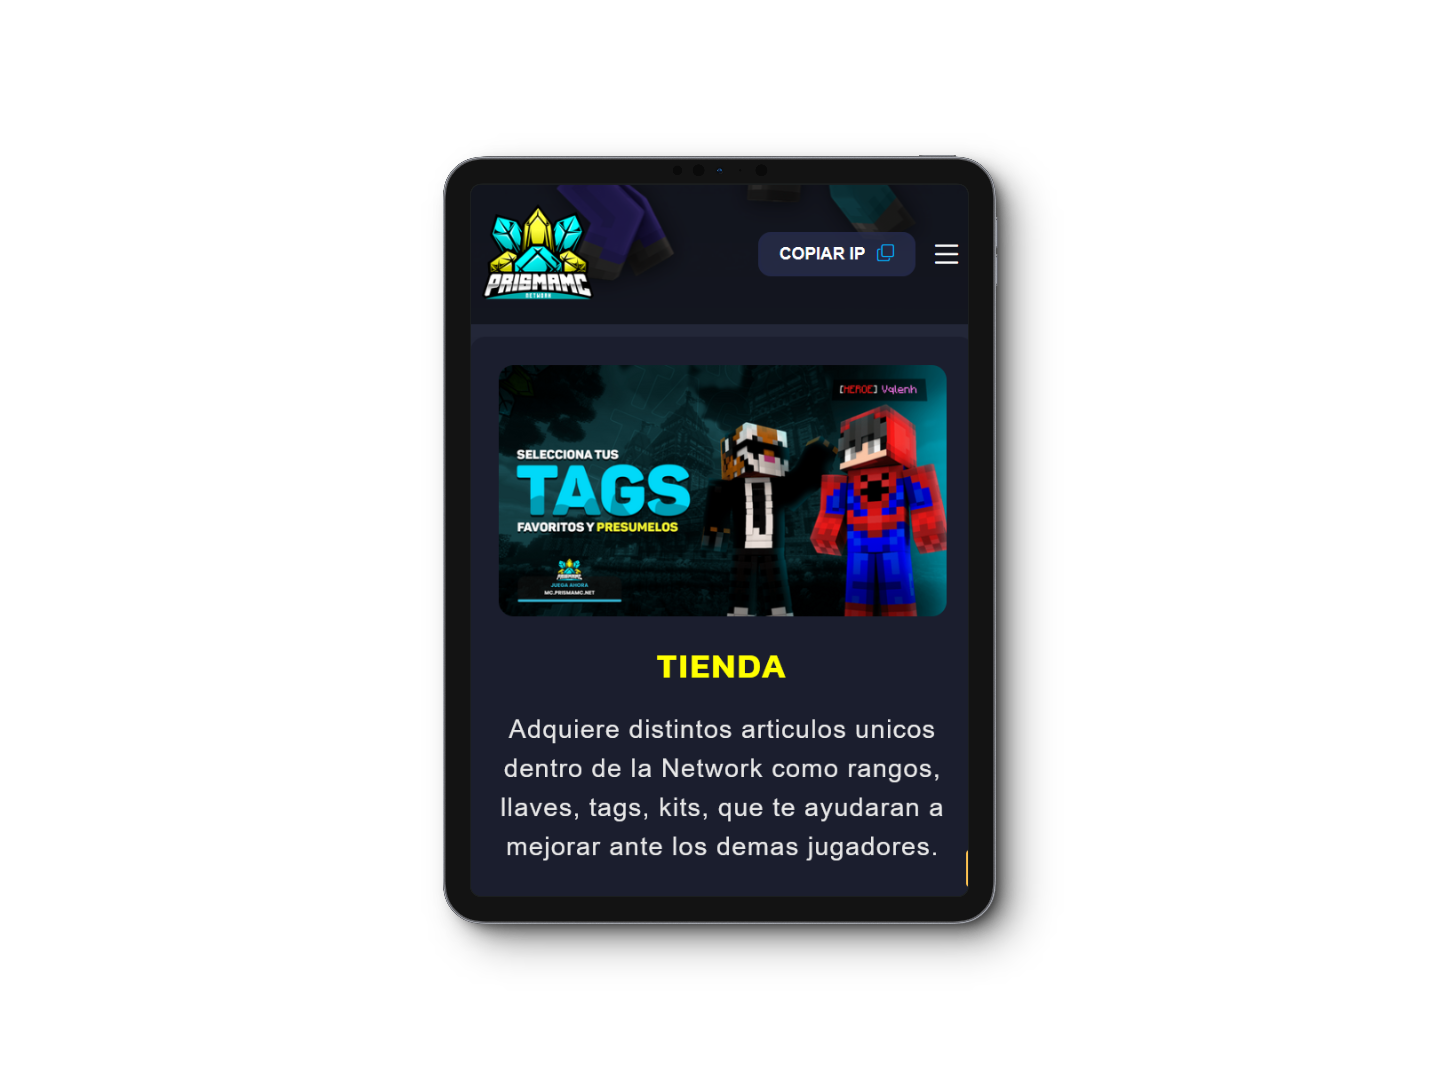 PRISMAMC
NETWORK
COPIAR IP
[HEROE] Valenh
SELECCIONA TUS
TAGS
FAVORITOS Y PRESUMELOS
PRISMAMC
JUEGA AHORA
MC.PRISMAMC.NET
TIENDA
Adquiere distintos articulos unicos
dentro de la Network como rangos,
llaves, tags, kits, que te ayudaran a
mejorar ante los demas jugadores.